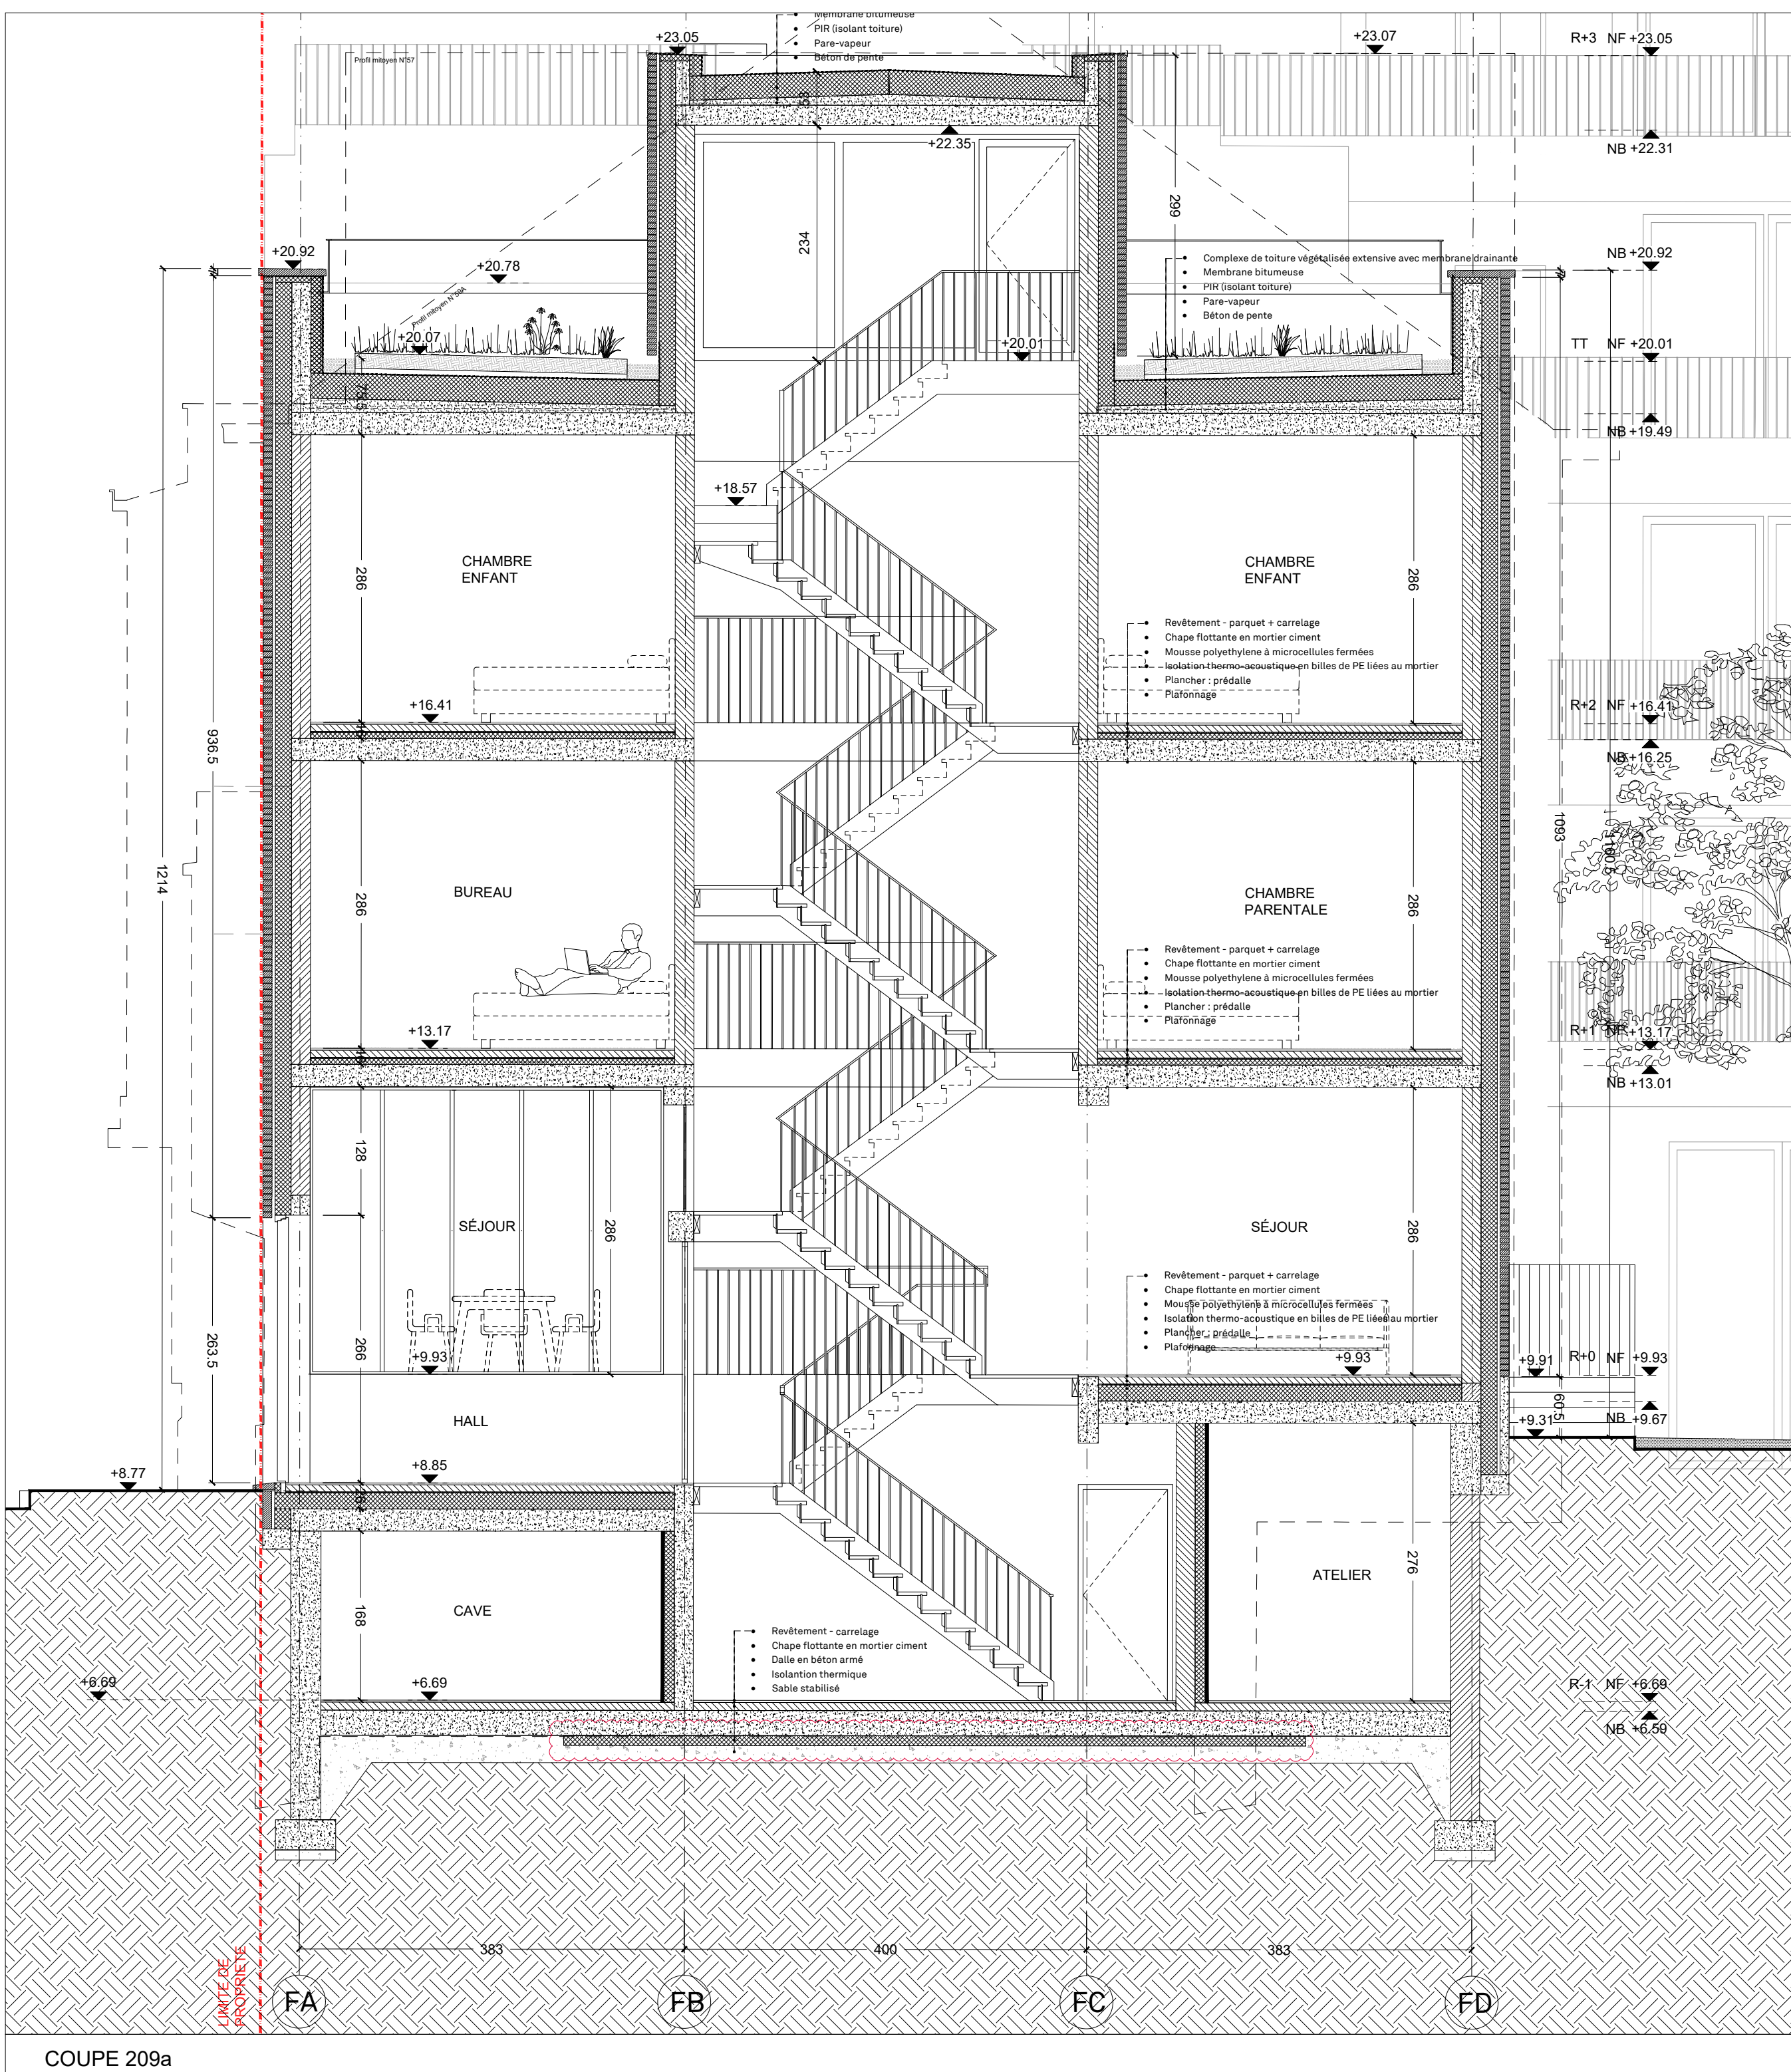 Membrane bitumeuse
PIR (isolant toiture)
Pare-vapeur
Béton de pente
+23.05
+23.07
R+3 NF +23.05
Profil mitoyen N°57
53
+22.35
NB +22.31
299
234
+20.92
+20.78
NB +20.92
Complexe de toiture végétalisée extensive avec membrane drainante
Membrane bitumeuse
PIR (isolant toiture)
Pare-vapeur
Béton de pente
Profil mitoyen N°59A
+20.07
+20.01
TT NF +20.01
78.5
NB +19.49
+18.57
CHAMBRE
ENFANT
286
CHAMBRE
ENFANT
286
Revêtement - parquet + carrelage
Chape flottante en mortier ciment
Mousse polyethylene à microcellules fermées
Isolation thermo-acoustique en billes de PE liées au mortier
Plancher : prédalle
Plafonnage
+16.41
R+2 NF +16.41
16
936.5
NB +16.25
1093
1160.5
1214
286
BUREAU
CHAMBRE
PARENTALE
286
Revêtement - parquet + carrelage
Chape flottante en mortier ciment
Mousse polyethylene à microcellules fermées
Isolation thermo-acoustique en billes de PE liées au mortier
Plancher : prédalle
Plafonnage
+13.17
R+1 NF +13.17
16
NB +13.01
128
SÉJOUR
286
SÉJOUR
286
Revêtement - parquet + carrelage
Chape flottante en mortier ciment
Mousse polyethylene à microcellules fermées
Isolation thermo-acoustique en billes de PE liées au mortier
Plancher : prédalle
Plafonnage
263.5
266
+9.93
+9.93
+9.91
R+0 NF +9.93
60.5
HALL
+9.31
NB +9.67
+8.77
+8.85
276
ATELIER
168
CAVE
Revêtement - carrelage
Chape flottante en mortier ciment
Dalle en béton armé
Isolantion thermique
Sable stabilisé
+6.69
+6.69
R-1 NF +6.69
NB +6.59
383
400
383
LIMITE DE
PROPRIETE
FA
FB
FC
FD
COUPE 209a